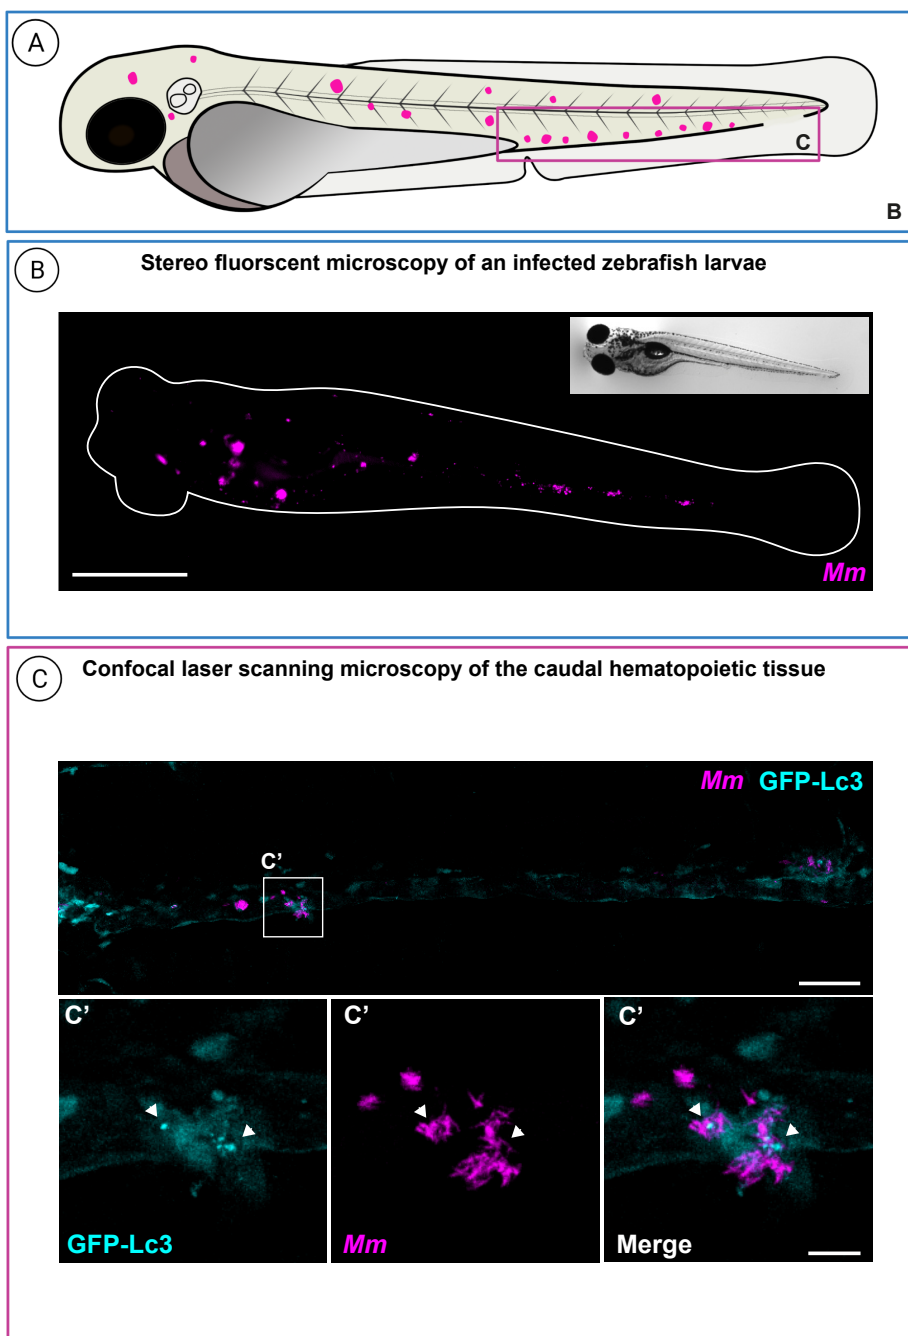 A
C
B
B
Stereo fluorscent microscopy of an infected zebrafish larvae
Mm
C
Confocal laser scanning microscopy of the caudal hematopoietic tissue
Mm GFP-Lc3
C’
C’
C’
C’
GFP-Lc3
Mm
Merge